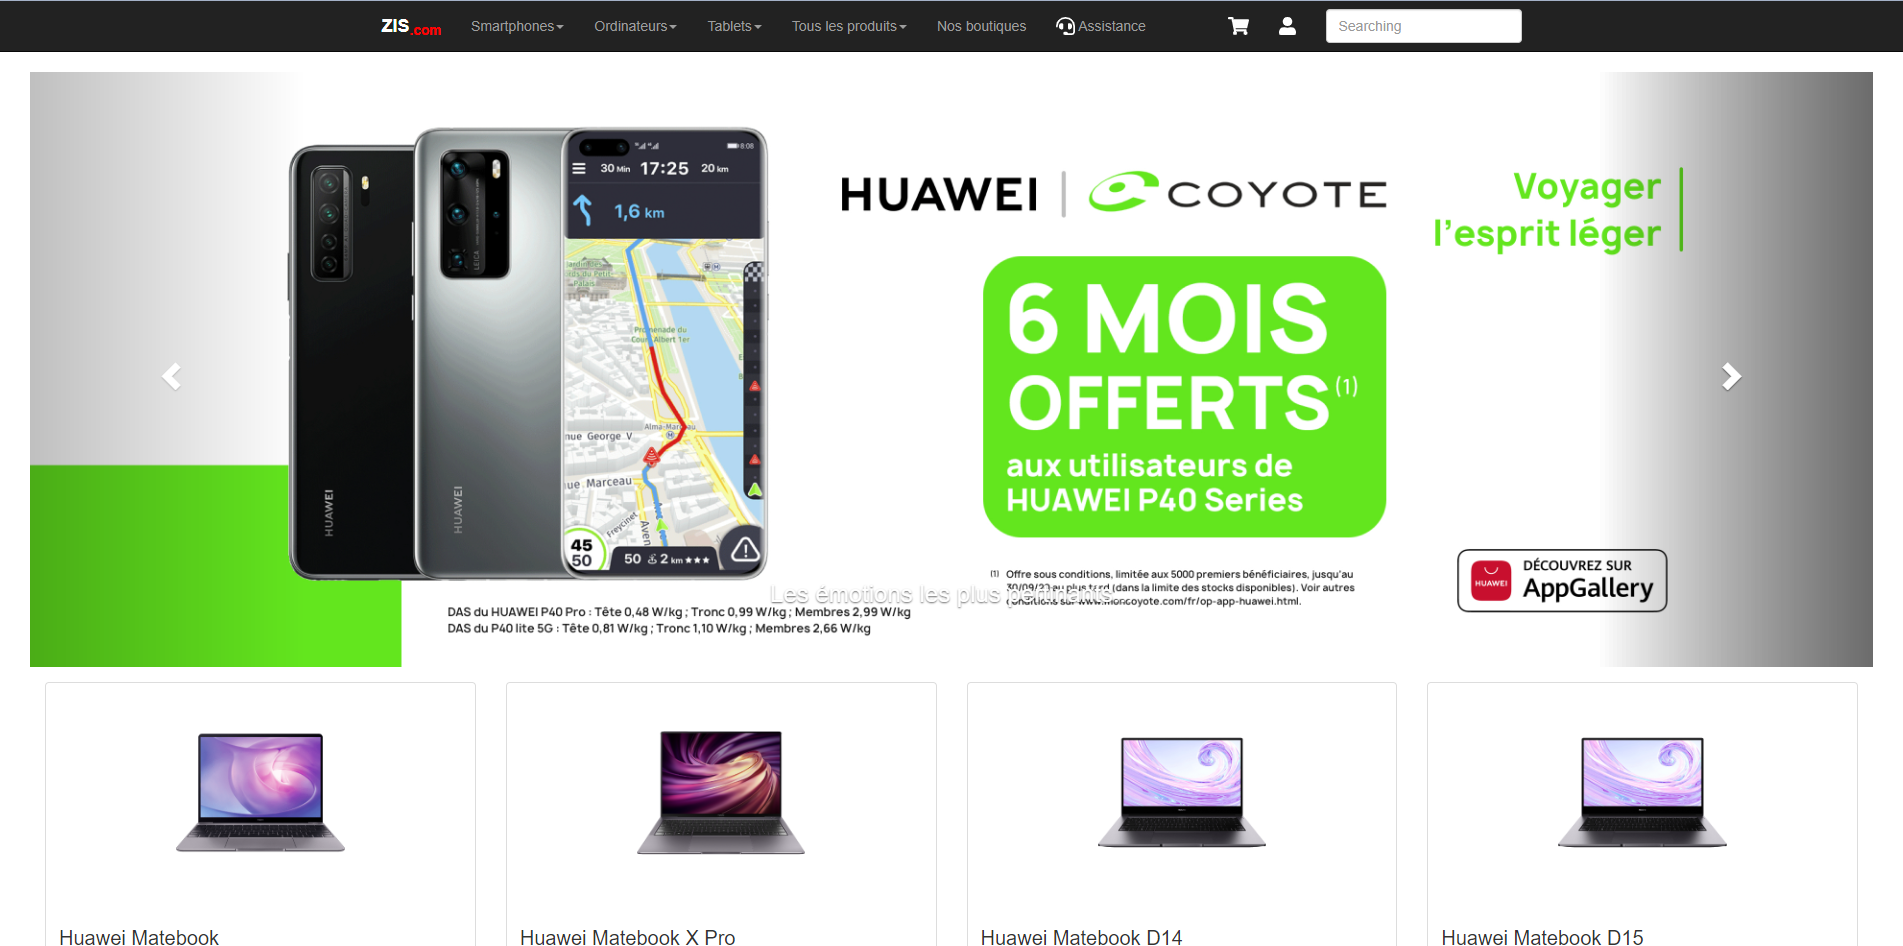 ZIS.com Smartphones Ordinateurs Tablets Tous les produits Nos boutiques Assistance Searching
HUAWEI | COYOTE
Voyager
l'esprit léger
6 MOIS
OFFERTS(1)
aux utilisateurs de
HUAWEI P40 Series
(1) Offre sous conditions, limitée aux 5000 premiers bénéficiaires, jusqu'au
au plus tard (dans la limite des stocks disponibles). Voir autres
conditions sur www.moncoyote.com/fr/op-app-huawei.html.
Les émotions les plus pertinants
DÉCOUVREZ SUR
AppGallery
HUAWEI
DAS du HUAWEI P40 Pro : Tête 0,48 W/kg ; Tronc 0,99 W/kg ; Membres 2,99 W/kg
DAS du P40 lite 5G : Tête 0,81 W/kg ; Tronc 1,10 W/kg ; Membres 2,66 W/kg
HUAWEI
HUAWEI
LEICA
8:08
30 Min 17:25 20 km
1,6 km
Promenade du
Cours Albert 1er
Alma-Marceau
nue George V
ue Marceau
Freycinet
Aven
45
50
50 2 km
Huawei Matebook
Huawei Matebook X Pro
Huawei Matebook D14
Huawei Matebook D15